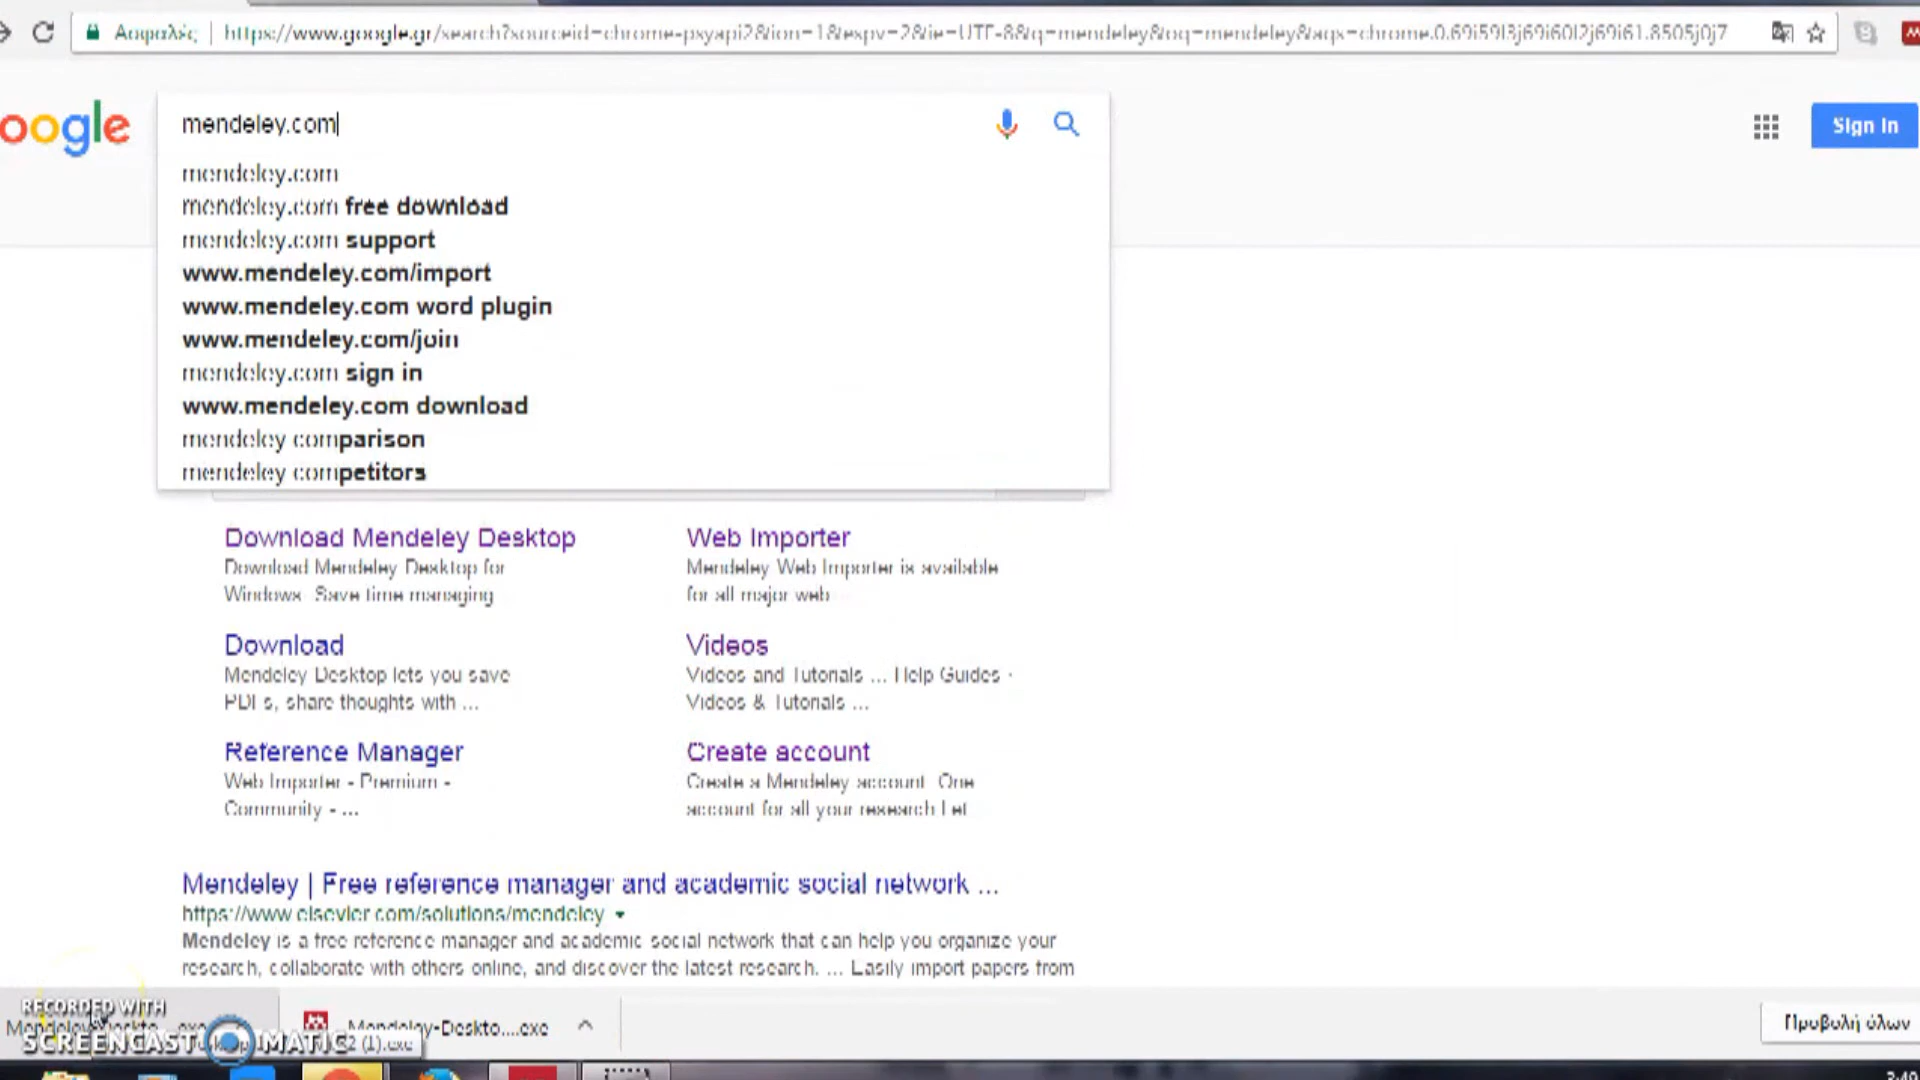 Ασφαλές | https://www.google.gr/search?sourceid=chrome-psyapi2&ion=1&espv=2&ie=UTF-8&q=mendeley&oq=mendeley&aqs=chrome.0.69i59l3j69i60l2j69i61.8505j0j7
oogle
mendeley.com
Sign in
mendeley.com
mendeley.com free download
mendeley.com support
www.mendeley.com/import
www.mendeley.com word plugin
www.mendeley.com/join
mendeley.com sign in
www.mendeley.com download
mendeley comparison
mendeley competitors
Download Mendeley Desktop
Download Mendeley Desktop for
Windows. Save time managing
Web Importer
Mendeley Web Importer is available
for all major web
Download
Mendeley Desktop lets you save
PDFs, share thoughts with ...
Videos
Videos and Tutorials ... Help Guides ·
Videos & Tutorials ...
Reference Manager
Web Importer - Premium -
Community - ...
Create account
Create a Mendeley account. One
account for all your research Let
Mendeley | Free reference manager and academic social network ...
https://www.elsevier.com/solutions/mendeley
Mendeley is a free reference manager and academic social network that can help you organize your
research, collaborate with others online, and discover the latest research. ... Easily import papers from
RECORDED WITH
SCREENCAST MATIC
2 (1).exe
Mendeley-Deskto....exe
Προβολή όλων